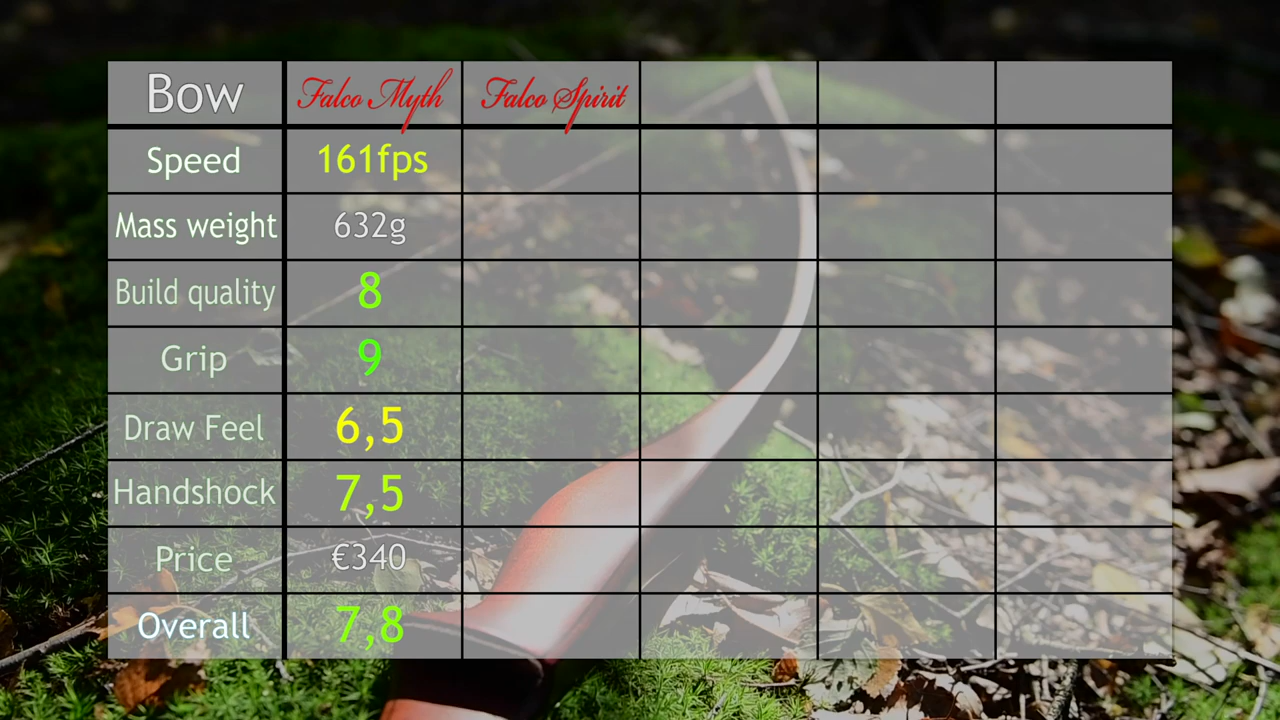 Bow Falco Myth Falco Spirit
Speed 161fps
Mass weight 632g
Build quality 8
Grip 9
Draw Feel 6,5
Handshock 7,5
Price €340
Overall 7,8